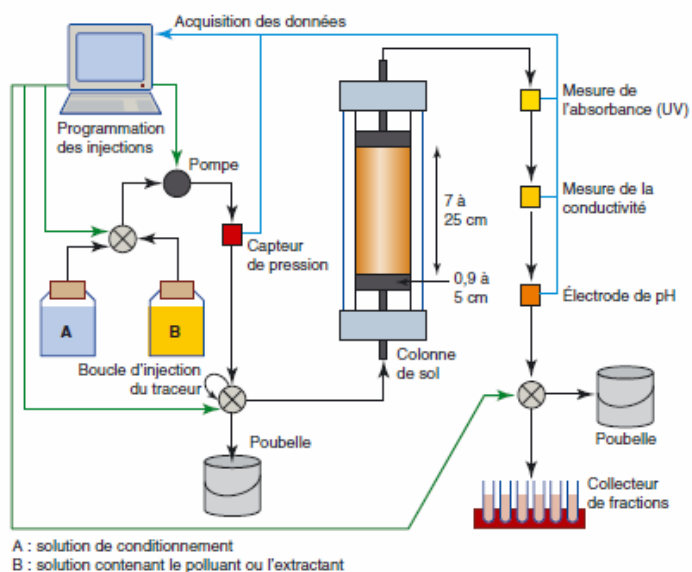 Acquisition des données
Programmation
des injections
Pompe
Capteur
de pression
A
B
Boucle d'injection
du traceur
Poubelle
7 à
25 cm
0,9 à
5 cm
Colonne
de sol
Mesure de
l'absorbance (UV)
Mesure de la
conductivité
Électrode de pH
Poubelle
Collecteur
de fractions
A : solution de conditionnement
B : solution contenant le polluant ou l'extractant